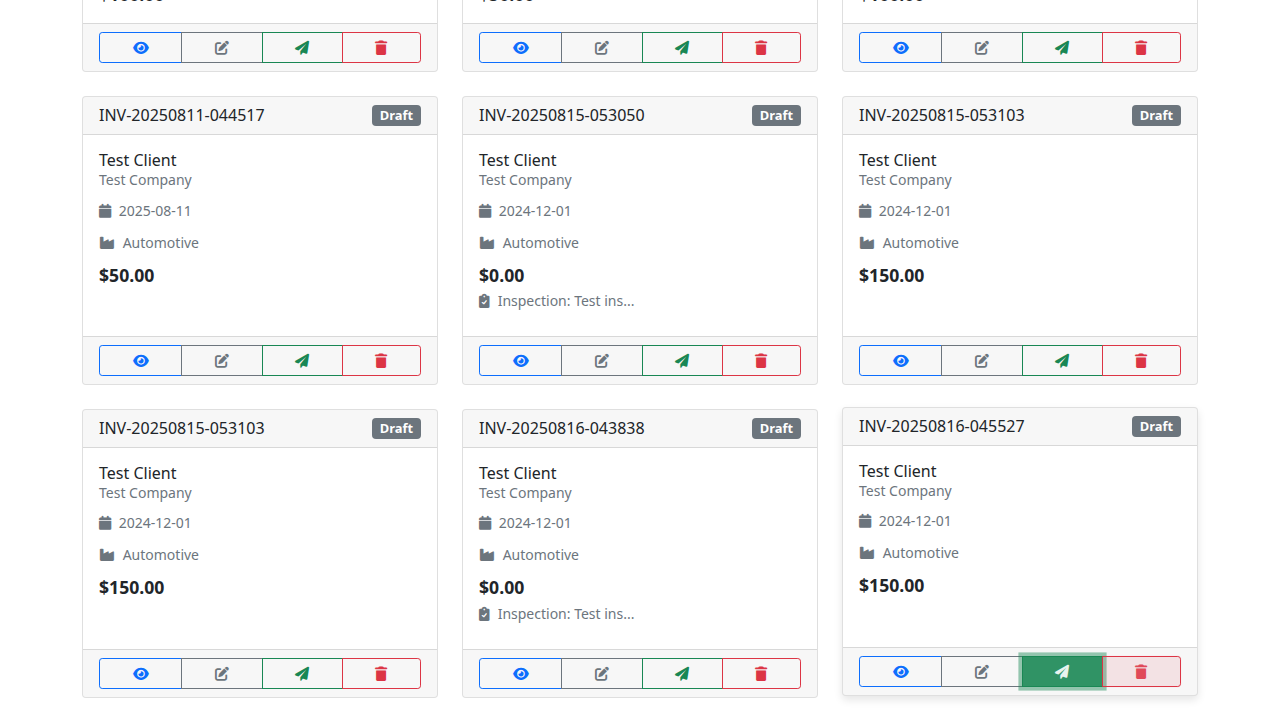 INV-20250811-044517 Draft
Test Client
Test Company
2025-08-11
Automotive
$50.00
INV-20250815-053050 Draft
Test Client
Test Company
2024-12-01
Automotive
$0.00
Inspection: Test ins...
INV-20250815-053103 Draft
Test Client
Test Company
2024-12-01
Automotive
$150.00
INV-20250815-053103 Draft
Test Client
Test Company
2024-12-01
Automotive
$150.00
INV-20250816-043838 Draft
Test Client
Test Company
2024-12-01
Automotive
$0.00
Inspection: Test ins...
INV-20250816-045527 Draft
Test Client
Test Company
2024-12-01
Automotive
$150.00